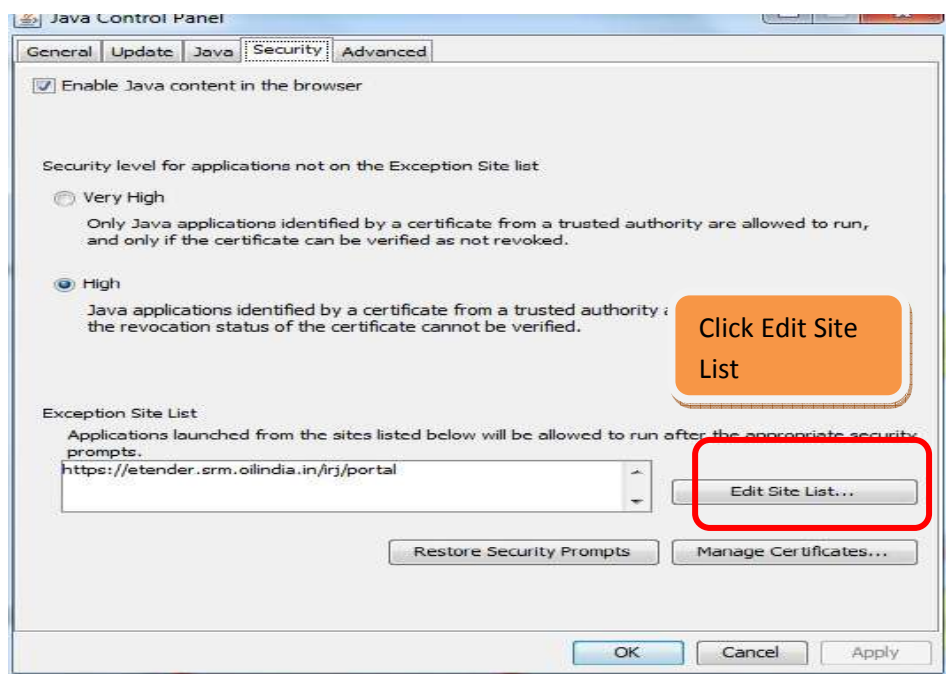 Java Control Panel
General Update Java Security Advanced
Enable Java content in the browser
Security level for applications not on the Exception Site list
Very High
Only Java applications identified by a certificate from a trusted authority are allowed to run,
and only if the certificate can be verified as not revoked.
High
Java applications identified by a certificate from a trusted authority
the revocation status of the certificate cannot be verified.
Click Edit Site
List
Exception Site List
Applications launched from the sites listed below will be allowed to run after the appropriate security
prompts.
https://etender.srm.oilindia.in/irj/portal
Edit Site List...
Restore Security Prompts Manage Certificates...
OK Cancel Apply